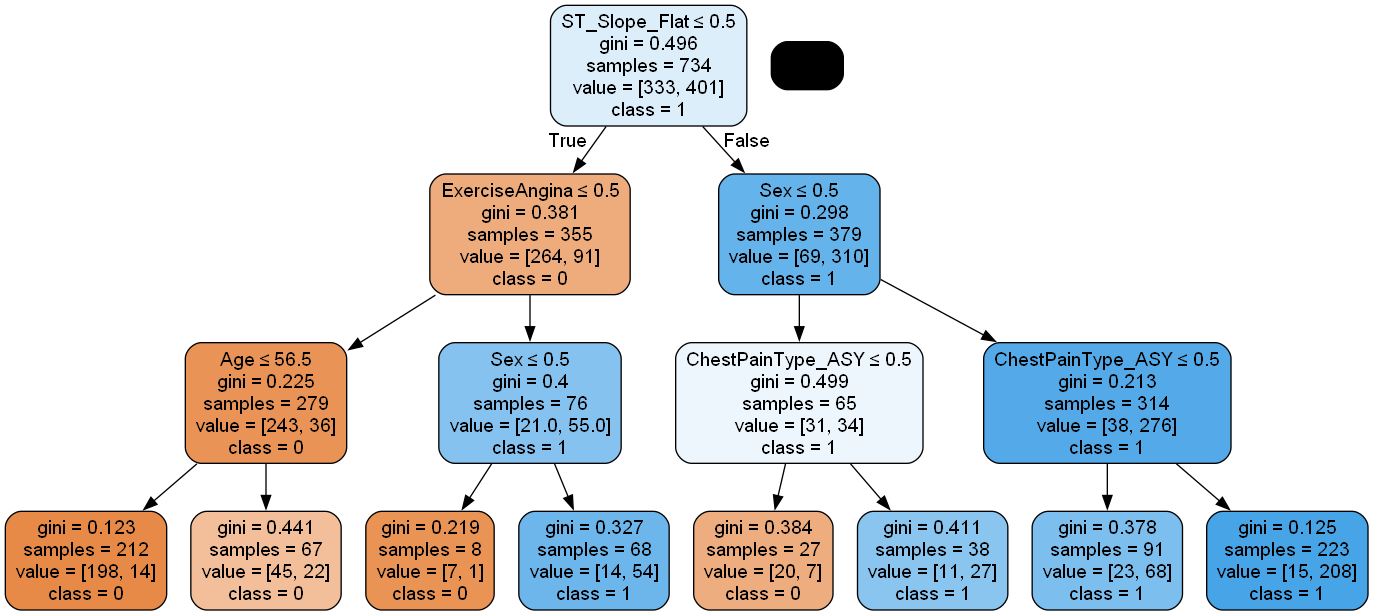 ST_Slope_Flat ≤ 0.5
gini = 0.496
samples = 734
value = [333, 401]
class = 1
True
False
ExerciseAngina ≤ 0.5
gini = 0.381
samples = 355
value = [264, 91]
class = 0
Sex ≤ 0.5
gini = 0.298
samples = 379
value = [69, 310]
class = 1
Age ≤ 56.5
gini = 0.225
samples = 279
value = [243, 36]
class = 0
Sex ≤ 0.5
gini = 0.4
samples = 76
value = [21.0, 55.0]
class = 1
ChestPainType_ASY ≤ 0.5
gini = 0.499
samples = 65
value = [31, 34]
class = 1
ChestPainType_ASY ≤ 0.5
gini = 0.213
samples = 314
value = [38, 276]
class = 1
gini = 0.123
samples = 212
value = [198, 14]
class = 0
gini = 0.441
samples = 67
value = [45, 22]
class = 0
gini = 0.219
samples = 8
value = [7, 1]
class = 0
gini = 0.327
samples = 68
value = [14, 54]
class = 1
gini = 0.384
samples = 27
value = [20, 7]
class = 0
gini = 0.411
samples = 38
value = [11, 27]
class = 1
gini = 0.378
samples = 91
value = [23, 68]
class = 1
gini = 0.125
samples = 223
value = [15, 208]
class = 1